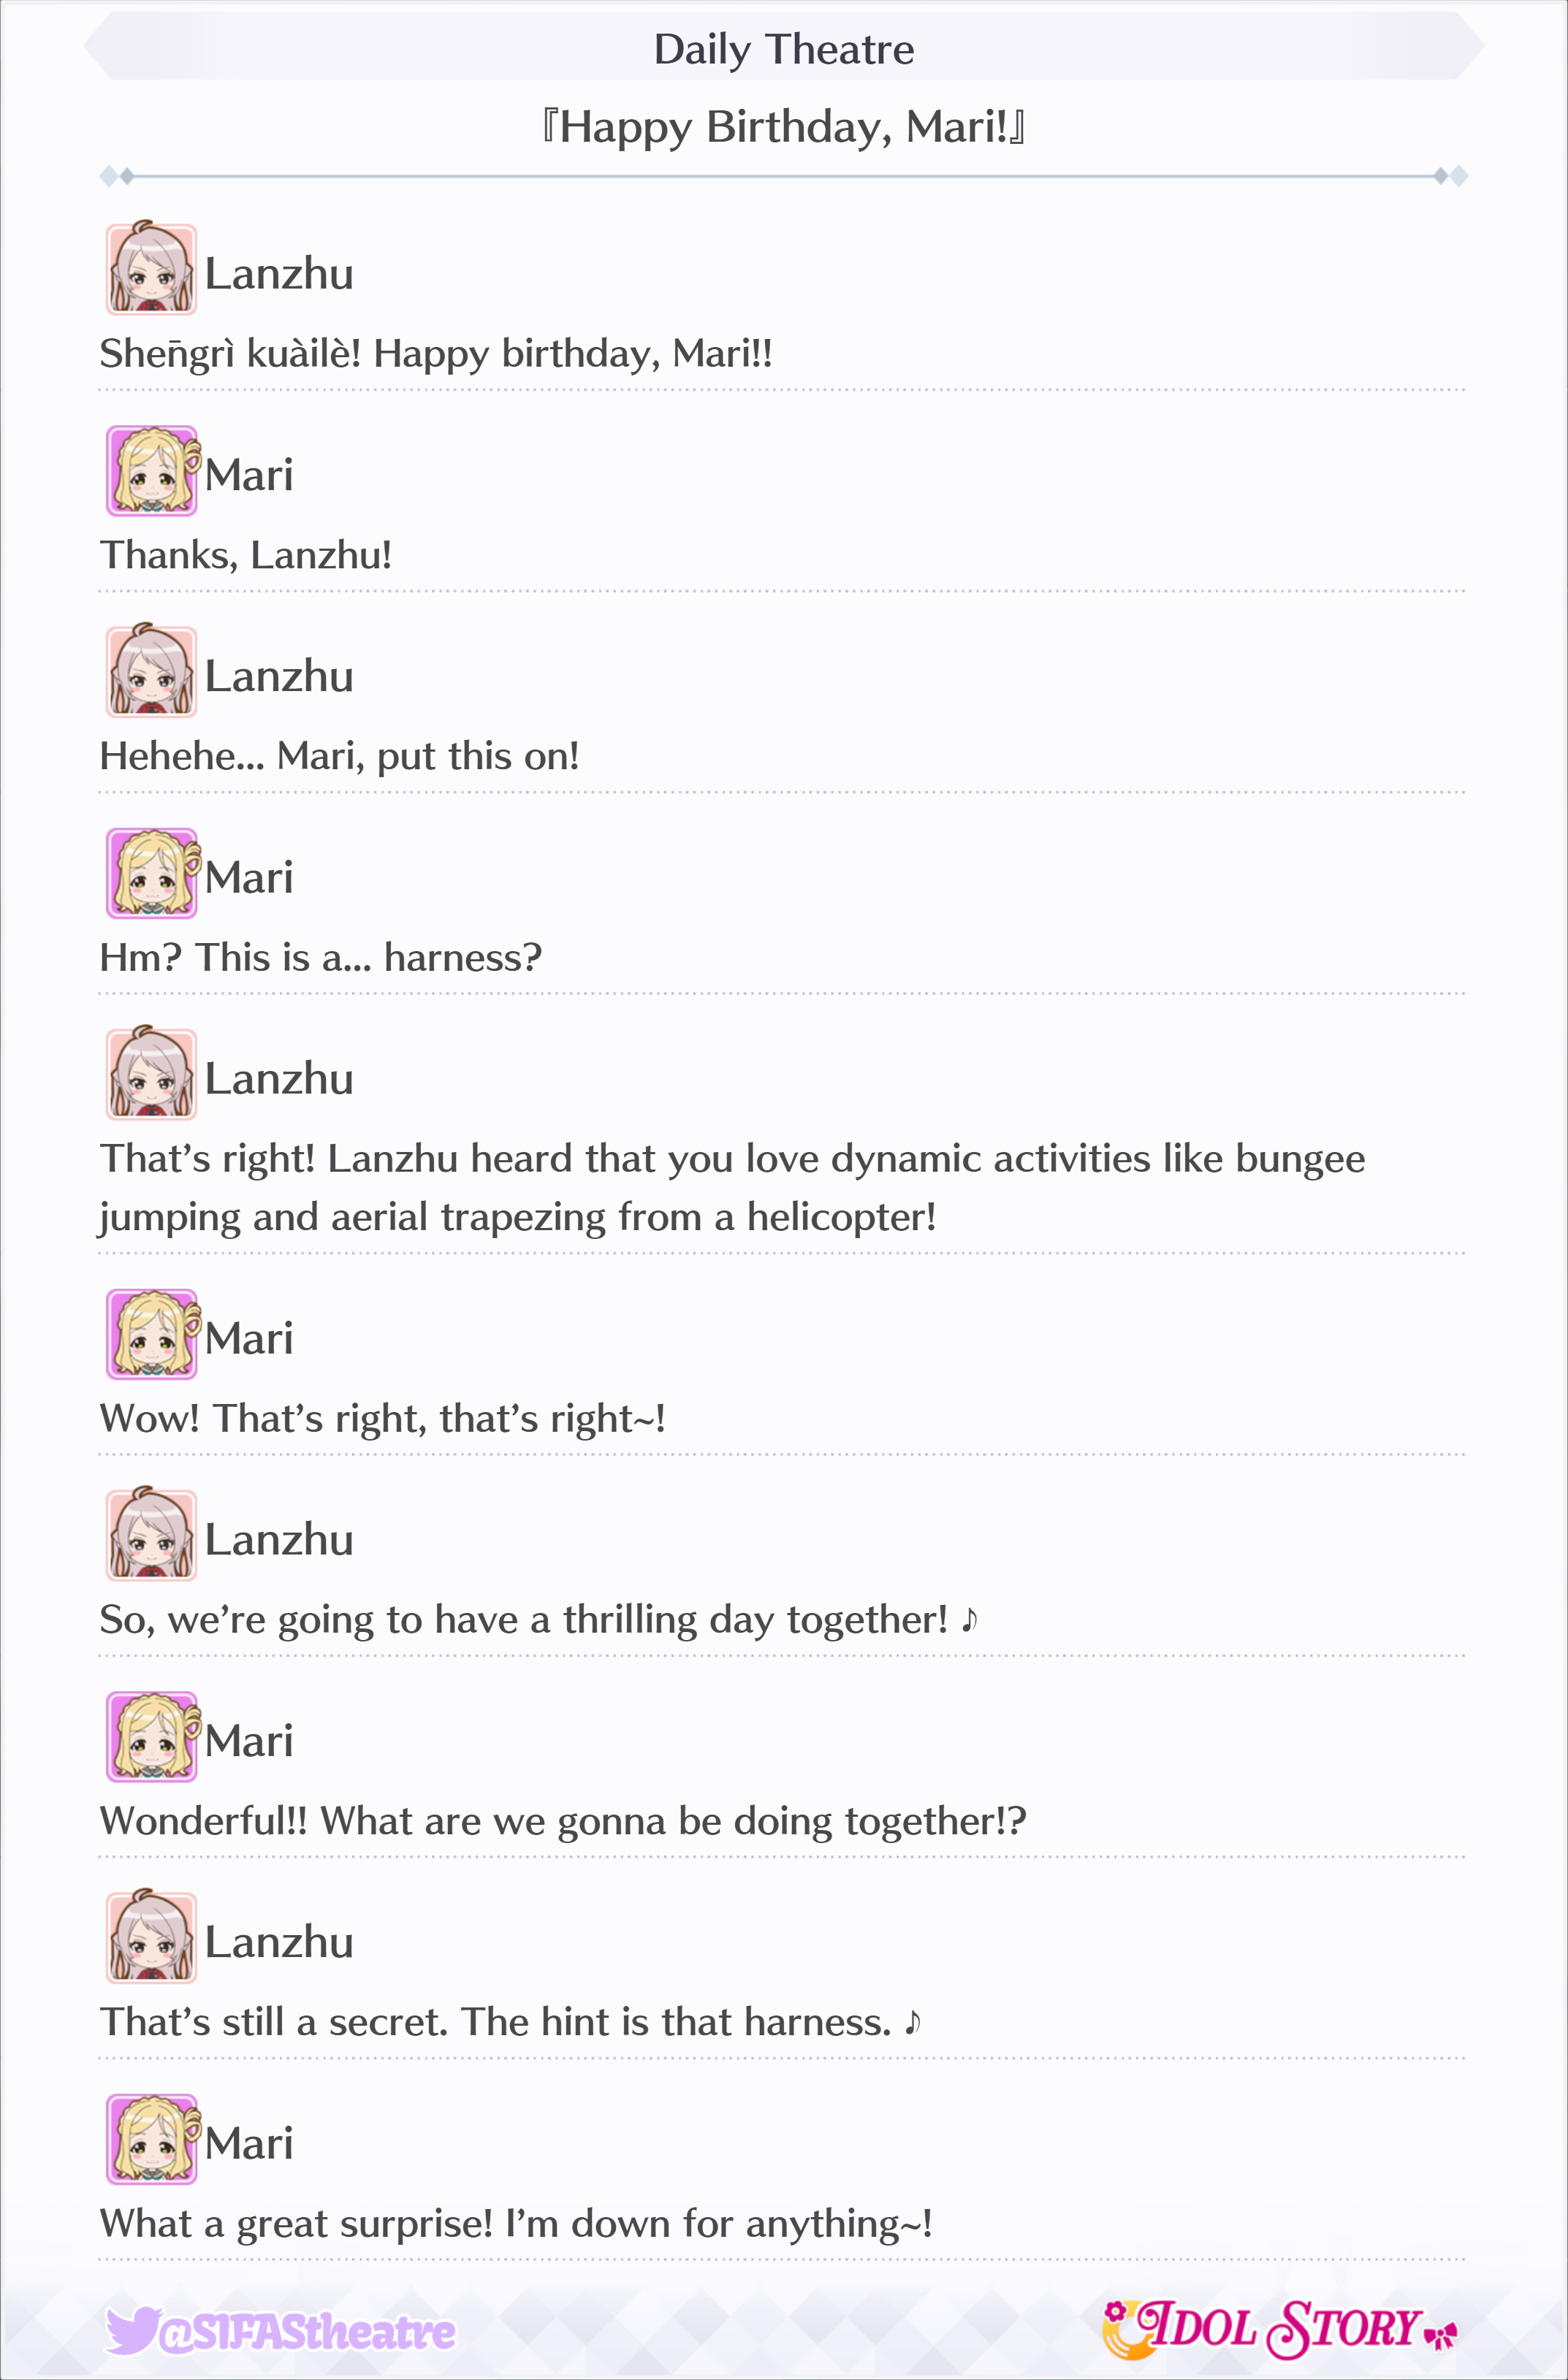 Daily Theatre
『Happy Birthday, Mari!』
Lanzhu
Shen̄grì kuàilè! Happy birthday, Mari!!
Mari
Thanks, Lanzhu!
Lanzhu
Hehehe... Mari, put this on!
Mari
Hm? This is a... harness?
Lanzhu
That’s right! Lanzhu heard that you love dynamic activities like bungee
jumping and aerial trapezing from a helicopter!
Mari
Wow! That’s right, that’s right~!
Lanzhu
So, we’re going to have a thrilling day together! ♪
Mari
Wonderful!! What are we gonna be doing together!?
Lanzhu
That’s still a secret. The hint is that harness. ♪
Mari
What a great surprise! I’m down for anything~!
@SIFAStheatre
IDOL STORY